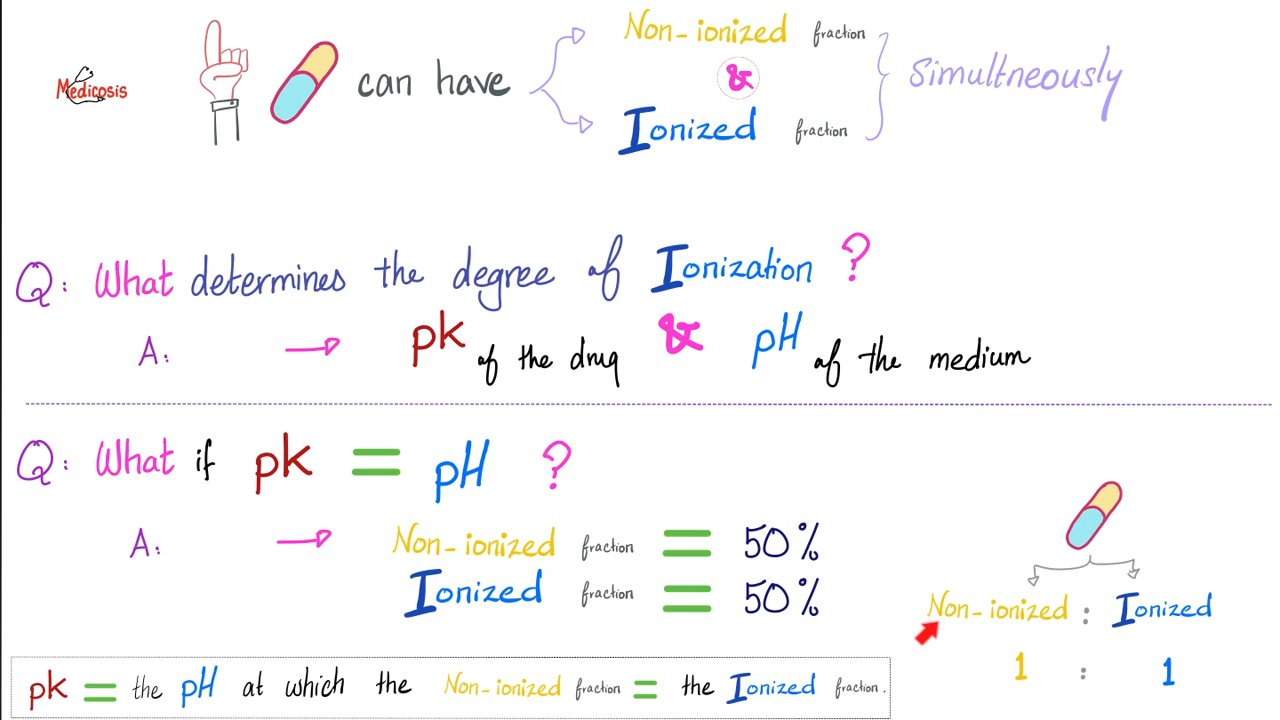 Medicosis
can have
Non-ionized fraction
&
Ionized fraction
Simultneously
Q: What determines the degree of Ionization ?
A: pk of the drug & pH of the medium
Q: What if pk = pH ?
A: Non-ionized fraction = 50%
Ionized fraction = 50%
Non-ionized : Ionized
1 : 1
pk = the pH at which the Non-ionized fraction = the Ionized fraction.